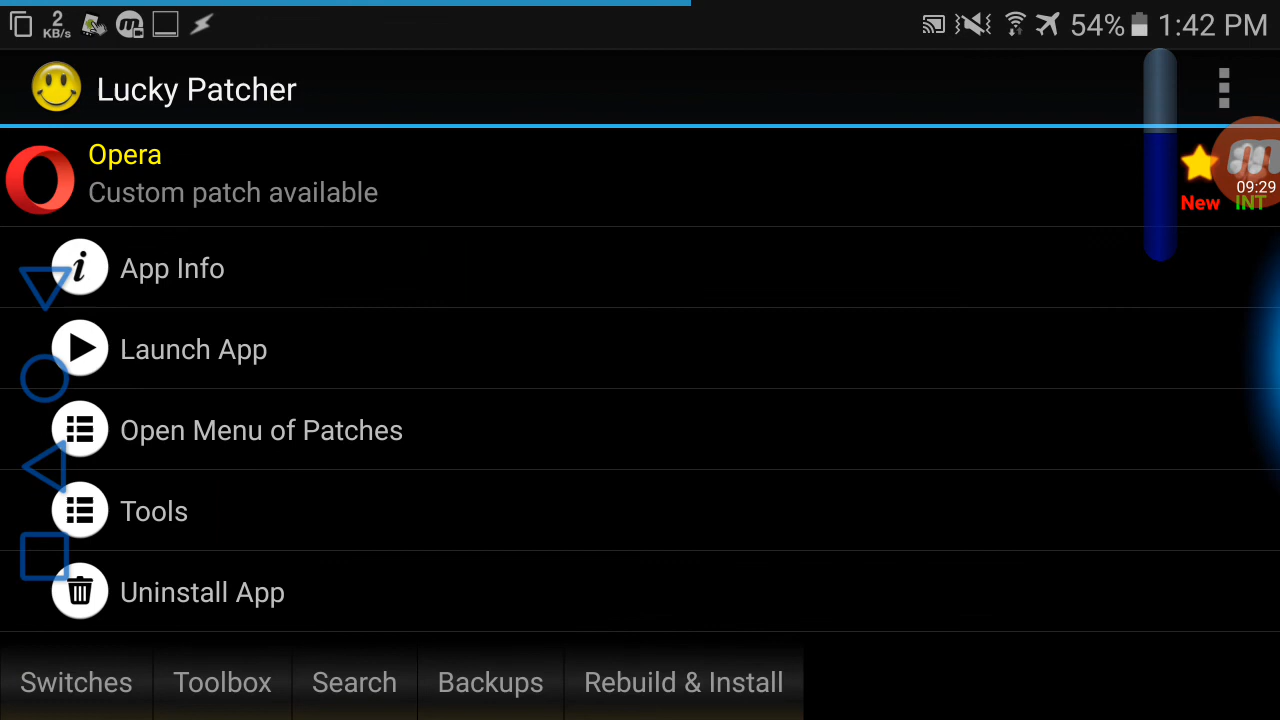 2
KB/s
54%
1:42 PM
Lucky Patcher
Opera
Custom patch available
New
INT
09:29
App Info
Launch App
Open Menu of Patches
Tools
Uninstall App
Switches
Toolbox
Search
Backups
Rebuild & Install